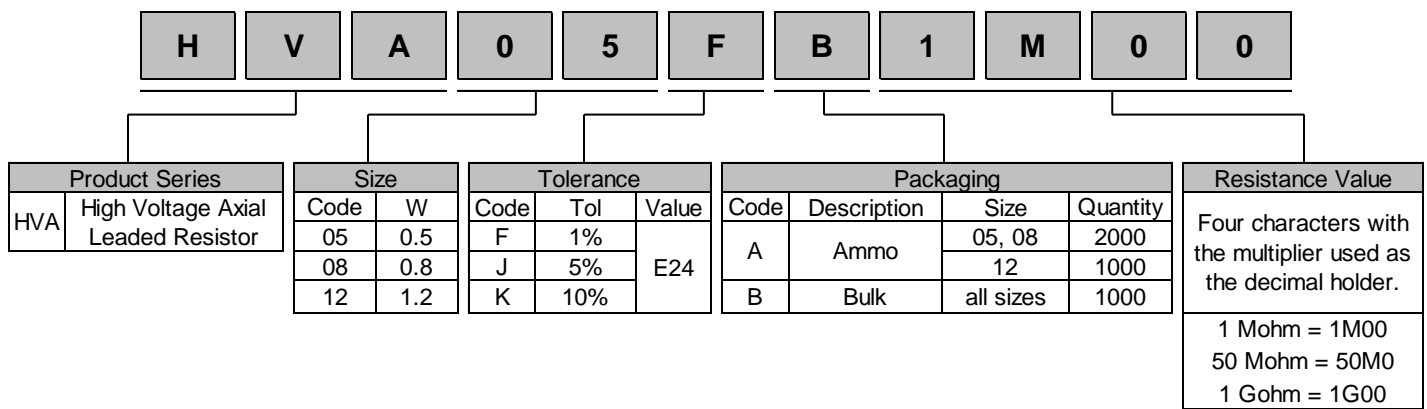 H V A 0 5 F B 1 M 0 0
Product Series
HVA High Voltage Axial
Leaded Resistor
Size
Code W
05 0.5
08 0.8
12 1.2
Tolerance
Code Tol Value
F 1%
J 5% E24
K 10%
Packaging
Code Description Size Quantity
A Ammo 05, 08 2000
12 1000
B Bulk all sizes 1000
Resistance Value
Four characters with
the multiplier used as
the decimal holder.
1 Mohm = 1M00
50 Mohm = 50M0
1 Gohm = 1G00